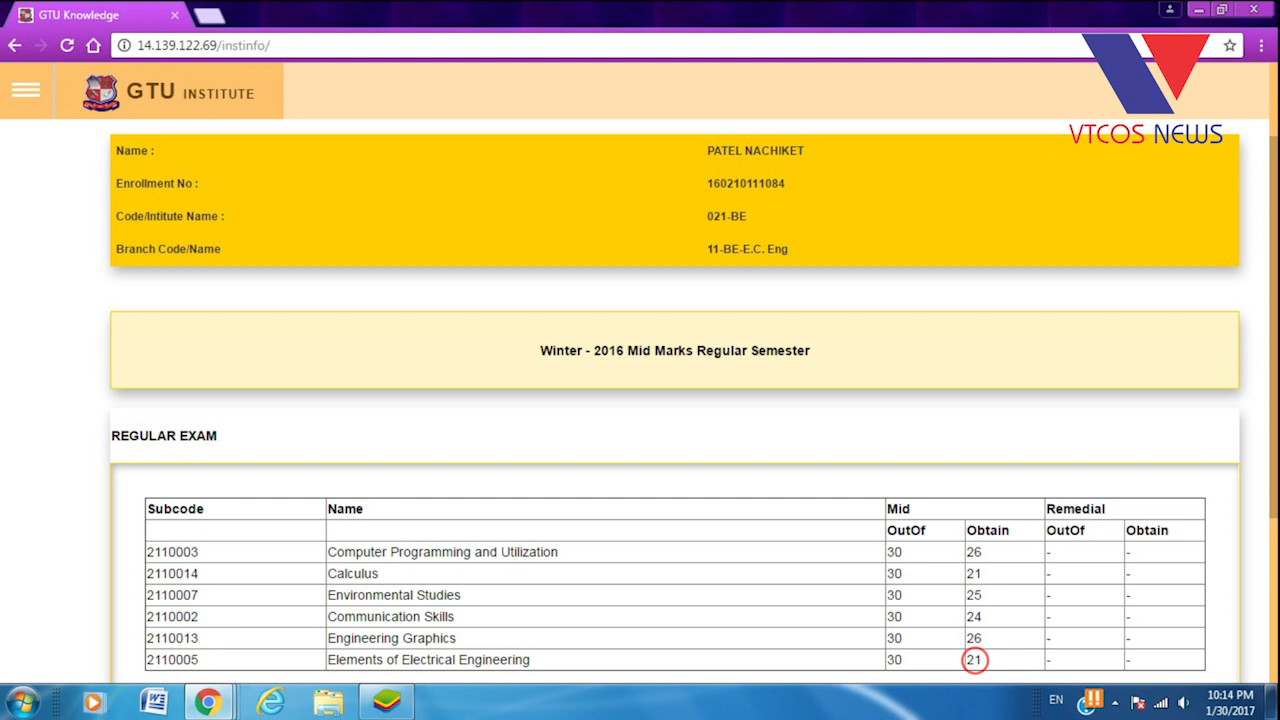 GTU Knowledge
14.139.122.69/instinfo/
GTU INSTITUTE
VTCOS NEWS
Name : PATEL NACHIKET
Enrollment No : 160210111084
Code/Intitute Name : 021-BE
Branch Code/Name 11-BE-E.C. Eng
Winter - 2016 Mid Marks Regular Semester
REGULAR EXAM
Subcode Name Mid Remedial
OutOf Obtain OutOf Obtain
2110003 Computer Programming and Utilization 30 26 - -
2110014 Calculus 30 21 - -
2110007 Environmental Studies 30 25 - -
2110002 Communication Skills 30 24 - -
2110013 Engineering Graphics 30 26 - -
2110005 Elements of Electrical Engineering 30 21 - -
EN 10:14 PM
1/30/2017